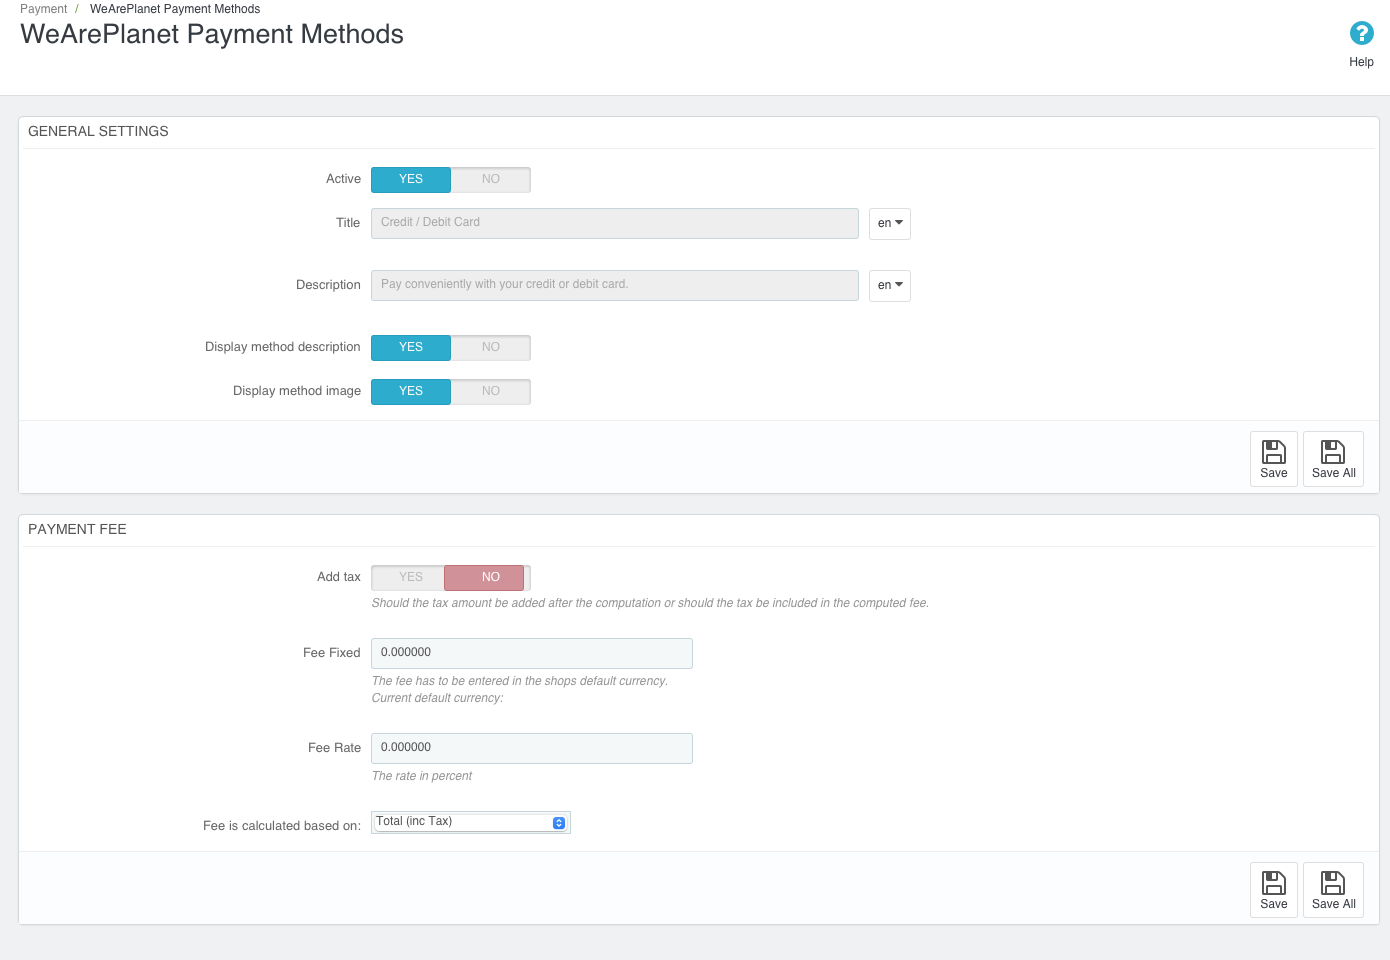 Payment / WeArePlanet Payment Methods
WeArePlanet Payment Methods
Help
GENERAL SETTINGS
Active YES NO
Title Credit / Debit Card en
Description Pay conveniently with your credit or debit card. en
Display method description YES NO
Display method image YES NO
Save Save All
PAYMENT FEE
Add tax YES NO
Should the tax amount be added after the computation or should the tax be included in the computed fee.
Fee Fixed 0.000000
The fee has to be entered in the shops default currency.
Current default currency:
Fee Rate 0.000000
The rate in percent
Fee is calculated based on: Total (inc Tax)
Save Save All